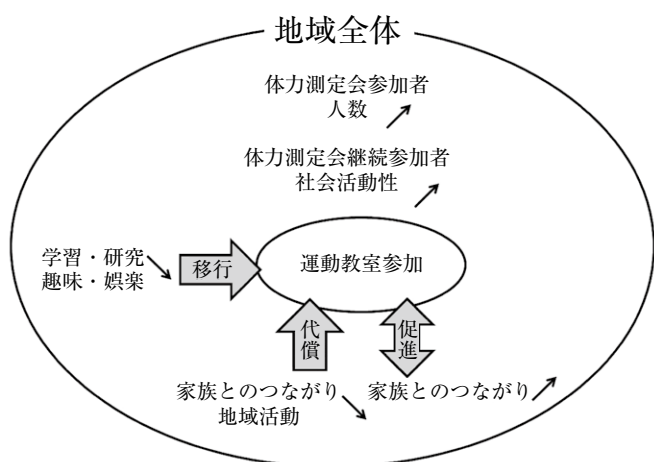 地域全体
体力測定会参加者
人数
体力測定会継続参加者
社会活動性
学習・研究
趣味・娯楽
移行
運動教室参加
代償
促進
家族とのつながり
地域活動
家族とのつながり